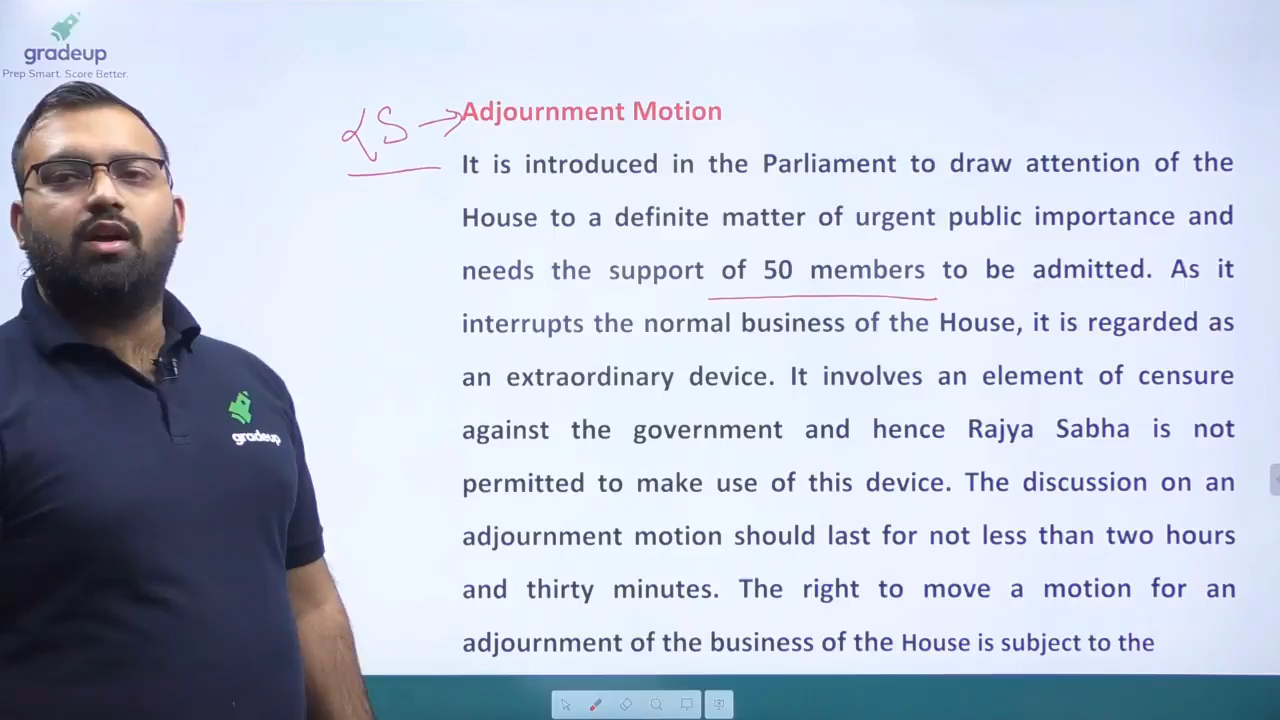 gradeup
Prep Smart. Score Better.
LS → Adjournment Motion
It is introduced in the Parliament to draw attention of the
House to a definite matter of urgent public importance and
needs the support of 50 members to be admitted. As it
interrupts the normal business of the House, it is regarded as
an extraordinary device. It involves an element of censure
against the government and hence Rajya Sabha is not
permitted to make use of this device. The discussion on an
adjournment motion should last for not less than two hours
and thirty minutes. The right to move a motion for an
adjournment of the business of the House is subject to the
gradeup